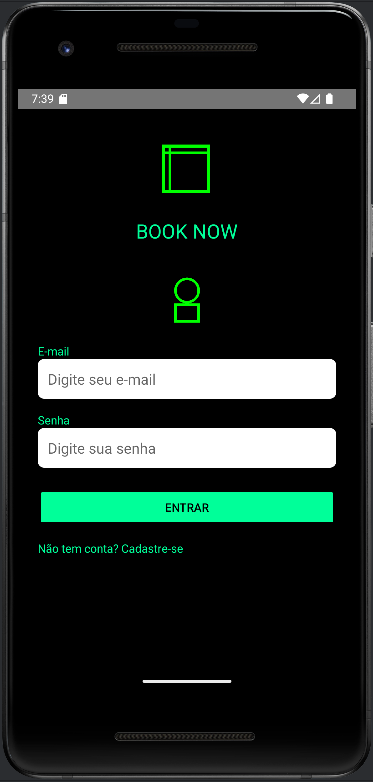 7:39
BOOK NOW
E-mail
Digite seu e-mail
Senha
Digite sua senha
ENTRAR
Não tem conta? Cadastre-se